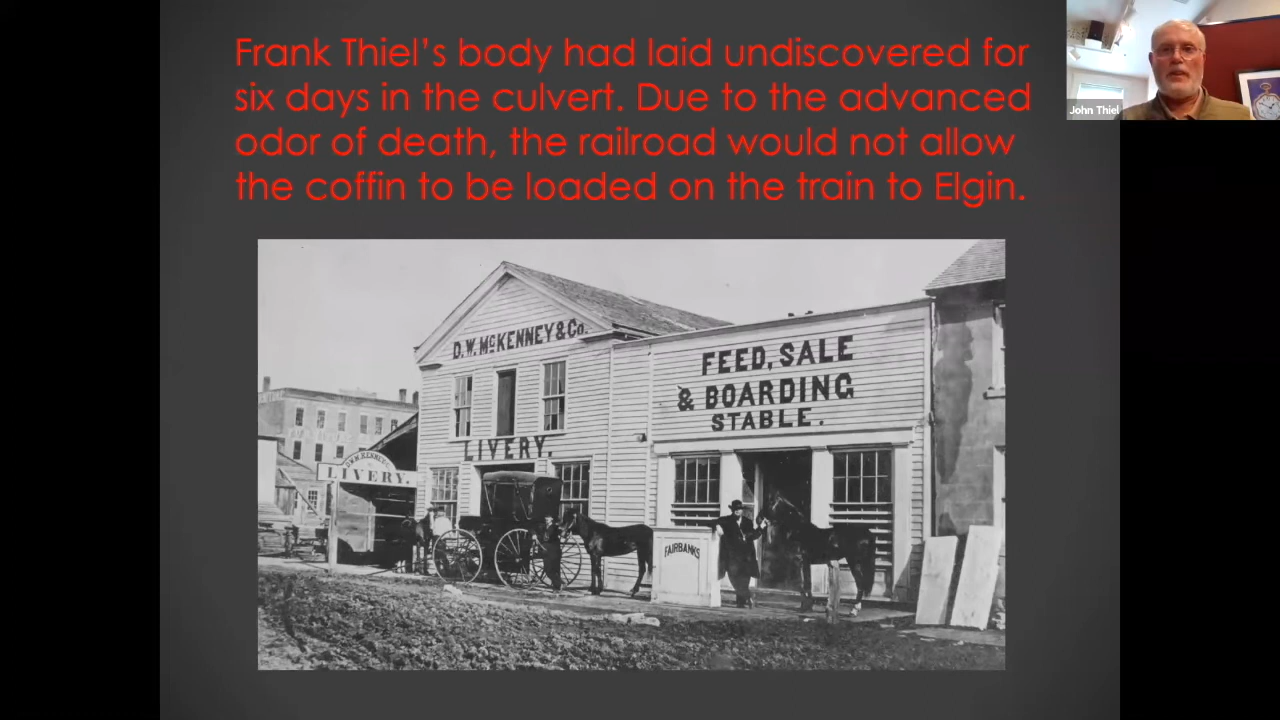 Frank Thiel’s body had laid undiscovered for
six days in the culvert. Due to the advanced
odor of death, the railroad would not allow
the coffin to be loaded on the train to Elgin.
John Thiel
D.W. McKENNEY & Co.
FEED, SALE
& BOARDING
STABLE.
LIVERY.
LIVERY.
FAIRBANKS